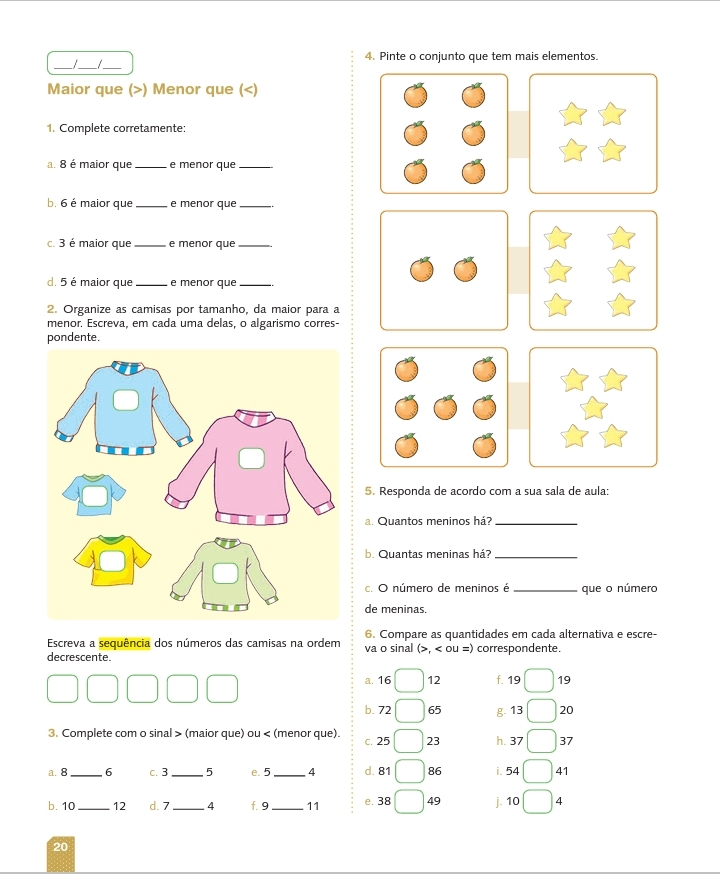 ___/___/___
Maior que (>) Menor que (<)
1. Complete corretamente:
a. 8 é maior que _____ e menor que _____.
b. 6 é maior que _____ e menor que _____.
c. 3 é maior que _____ e menor que _____.
d. 5 é maior que _____ e menor que _____.
2. Organize as camisas por tamanho, da maior para a
menor. Escreva, em cada uma delas, o algarismo corres-
pondente.
Escreva a sequência dos números das camisas na ordem
decrescente.
3. Complete com o sinal > (maior que) ou < (menor que).
a. 8 _____ 6 c. 3 _____ 5 e. 5 _____ 4
b. 10 _____ 12 d. 7 _____ 4 f. 9 _____ 11
4. Pinte o conjunto que tem mais elementos.
5. Responda de acordo com a sua sala de aula:
a. Quantos meninos há? _____________
b. Quantas meninas há? _____________
c. O número de meninos é __________ que o número
de meninas.
6. Compare as quantidades em cada alternativa e escre-
va o sinal (>, < ou =) correspondente.
a. 16 12 f. 19 19
b. 72 65 g. 13 20
c. 25 23 h. 37 37
d. 81 86 i. 54 41
e. 38 49 j. 10 4
20